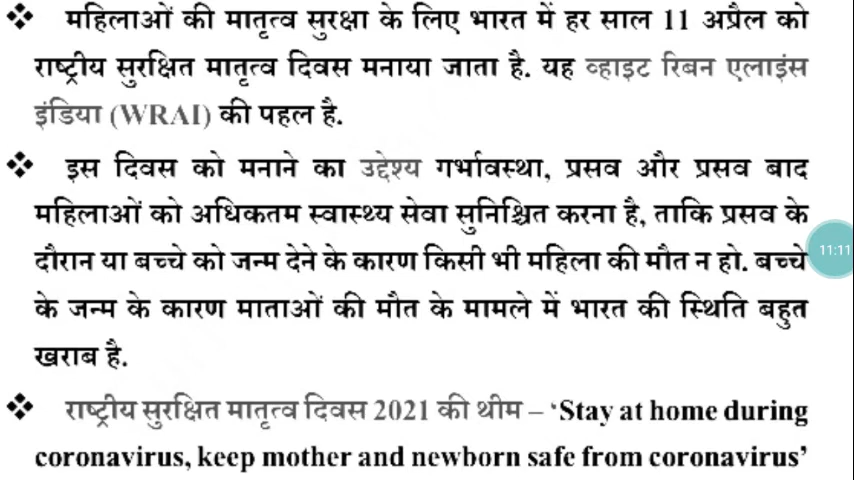 ❖ महिलाओं की मातृत्व सुरक्षा के लिए भारत में हर साल 11 अप्रैल को
राष्ट्रीय सुरक्षित मातृत्व दिवस मनाया जाता है. यह व्हाइट रिबन एलाइंस
इंडिया (WRAI) की पहल है.
❖ इस दिवस को मनाने का उद्देश्य गर्भावस्था, प्रसव और प्रसव बाद
महिलाओं को अधिकतम स्वास्थ्य सेवा सुनिश्चित करना है, ताकि प्रसव के
दौरान या बच्चे को जन्म देने के कारण किसी भी महिला की मौत न हो. बच्चे
11:11
के जन्म के कारण माताओं की मौत के मामले में भारत की स्थिति बहुत
खराब है.
❖ राष्ट्रीय सुरक्षित मातृत्व दिवस 2021 की थीम – ‘Stay at home during
coronavirus, keep mother and newborn safe from coronavirus’